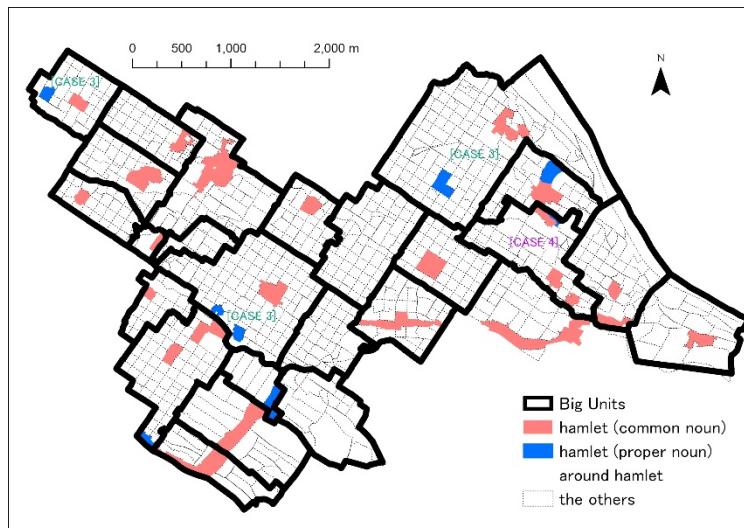 0 500 1,000 2,000 m
N
[CASE 3]
[CASE 3]
[CASE 4]
[CASE 3]
Big Units
hamlet (common noun)
hamlet (proper noun)
around hamlet
the others